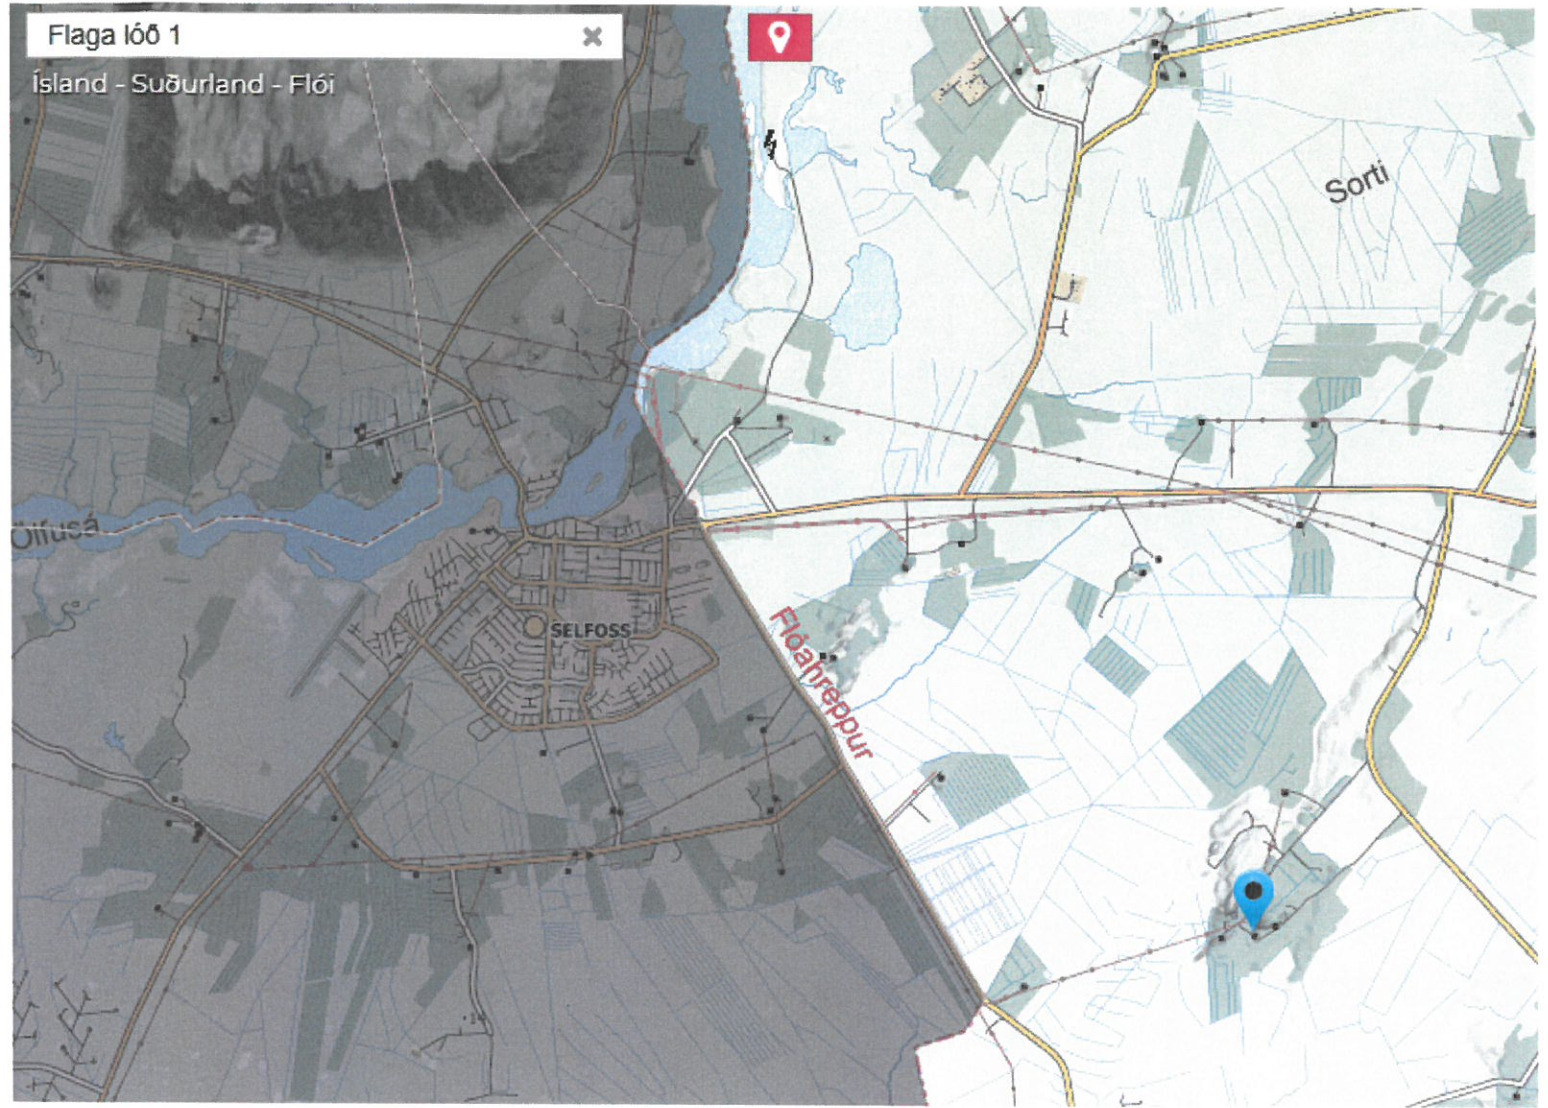 Flaga lóð 1
Ísland - Suðurland - Flói
Sorti
Ölfusá
SELFOSS
Flóahreppur